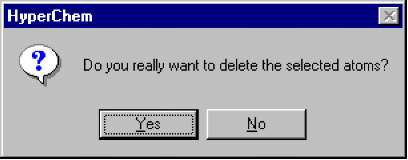 HyperChem
Do you really want to delete the selected atoms?
Yes
No